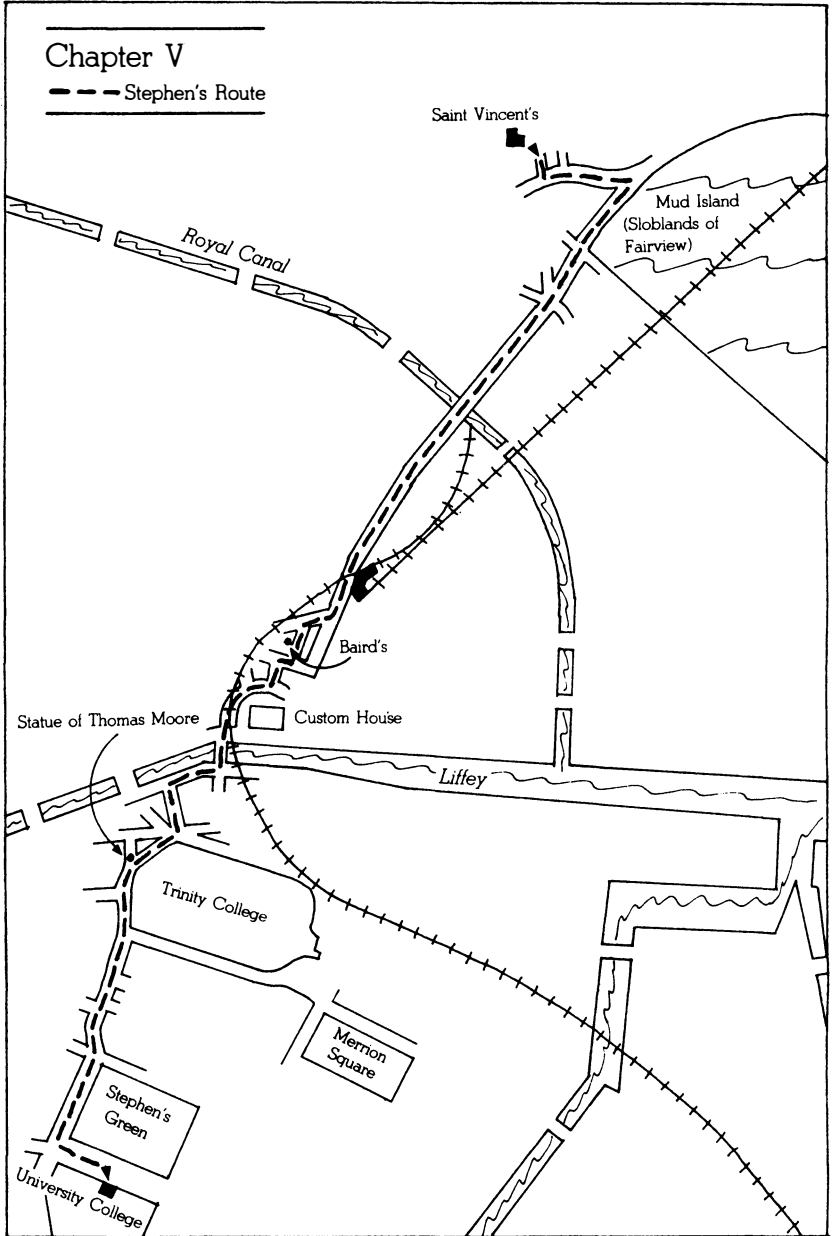 Chapter V
Stephen's Route
Saint Vincent's
Mud Island
(Sloblands of
Fairview)
Royal Canal
Baird's
Statue of Thomas Moore
Custom House
Liffey
Trinity College
Merrion
Square
Stephen's
Green
University College